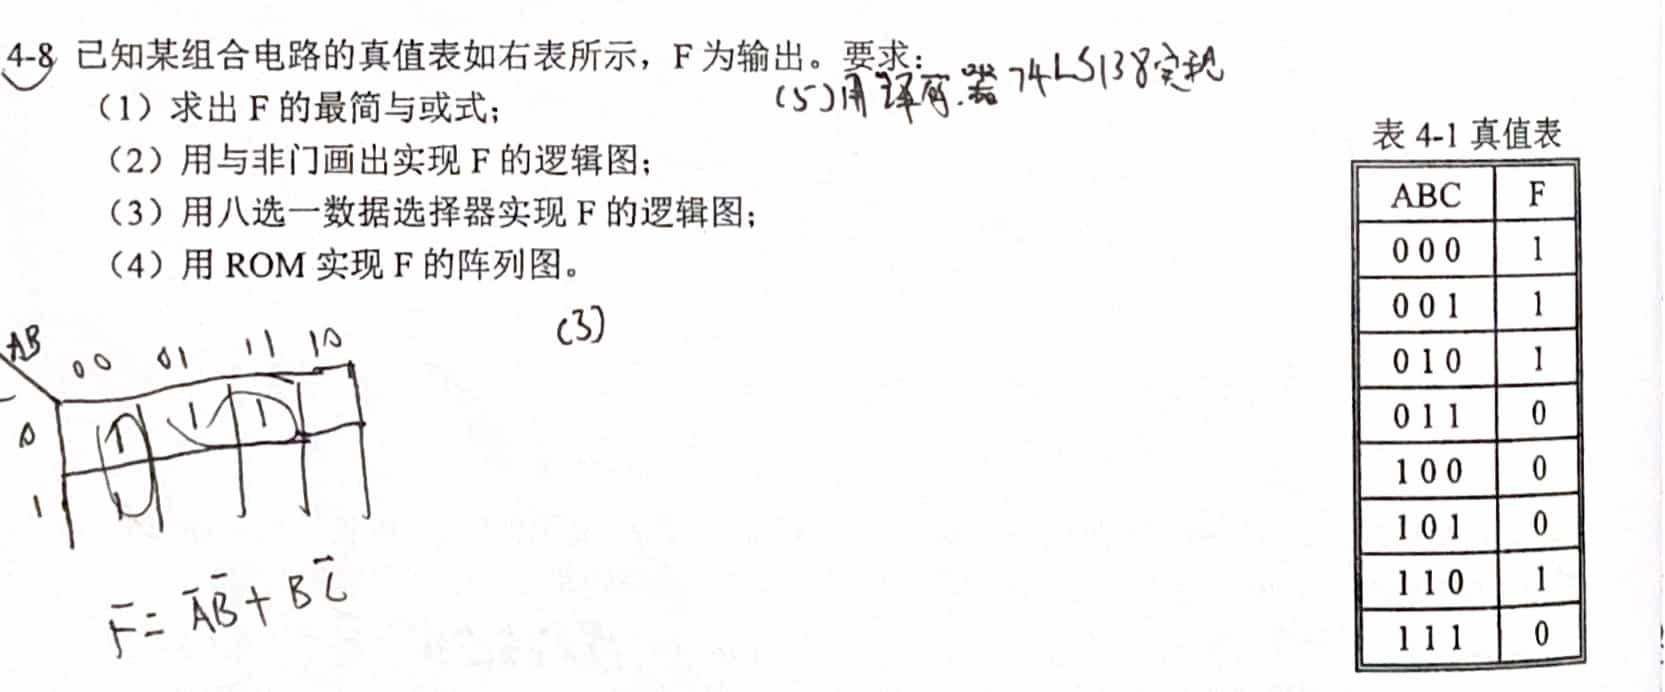 4-8 已知某组合电路的真值表如右表所示，F 为输出。要求：
(5)用译码器74LS138实现
（1）求出 F 的最简与或式；
（2）用与非门画出实现 F 的逻辑图；
（3）用八选一数据选择器实现 F 的逻辑图；
（4）用 ROM 实现 F 的阵列图。
表 4-1 真值表
ABC F
0 0 0 1
0 0 1 1
0 1 0 1
0 1 1 0
1 0 0 0
1 0 1 0
1 1 0 1
1 1 1 0
(3)
AB 00 01 11 10
0 1 1 1
1 1
F = A̅B̅ + BC̅